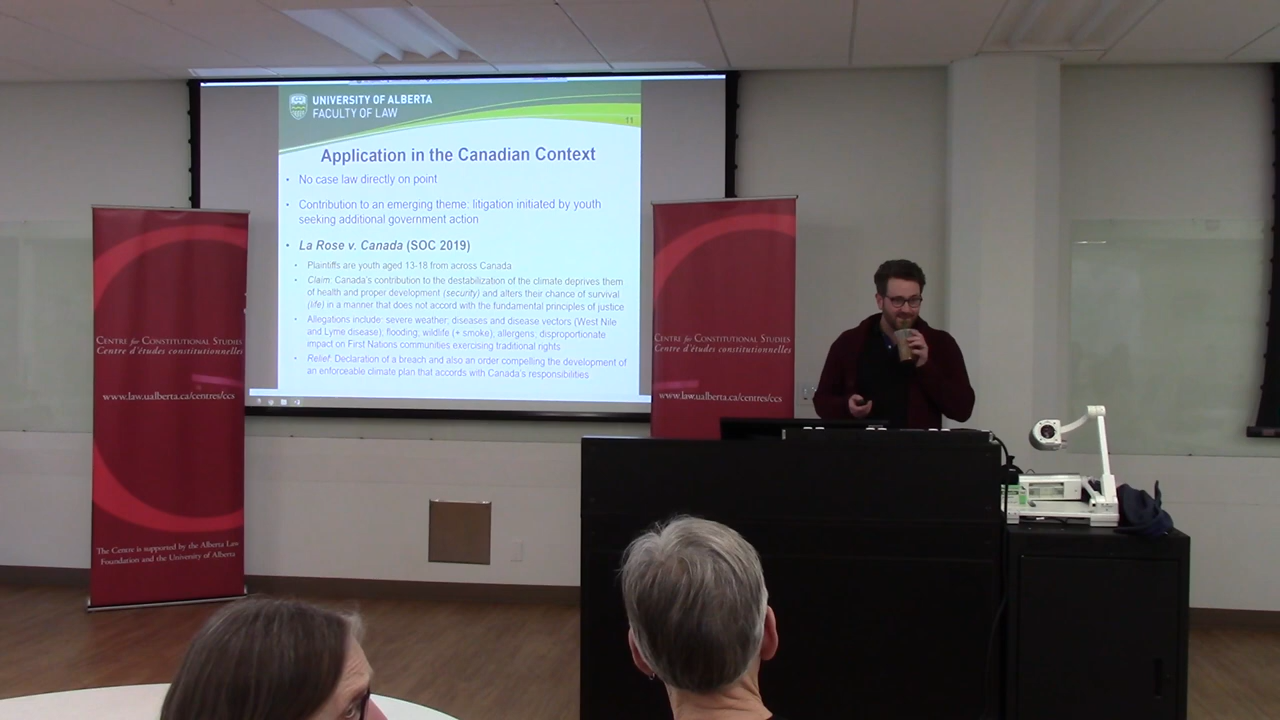 UNIVERSITY OF ALBERTA
FACULTY OF LAW
11
Application in the Canadian Context
• No case law directly on point
• Contribution to an emerging theme: litigation initiated by youth
seeking additional government action
• La Rose v. Canada (SOC 2019)
• Plaintiffs are youth aged 13-18 from across Canada
• Claim: Canada's contribution to the destabilization of the climate deprives them
of health and proper development (security) and alters their chance of survival
(life) in a manner that does not accord with the fundamental principles of justice
• Allegations include: severe weather; diseases and disease vectors (West Nile
and Lyme disease); flooding; wildlife (+ smoke), allergens; disproportionate
impact on First Nations communities exercising traditional rights
• Relief: Declaration of a breach and also an order compelling the development of
an enforceable climate plan that accords with Canada's responsibilities
CENTRE for CONSTITUTIONAL STUDIES
Centre d'études constitutionnelles
www.law.ualberta.ca/centres/ccs
The Centre is supported by the Alberta Law
Foundation and the University of Alberta
CENTRE for CONSTITUTIONAL STUDIES
Centre d'études constitutionnelles
www.law.ualberta.ca/centres/ccs